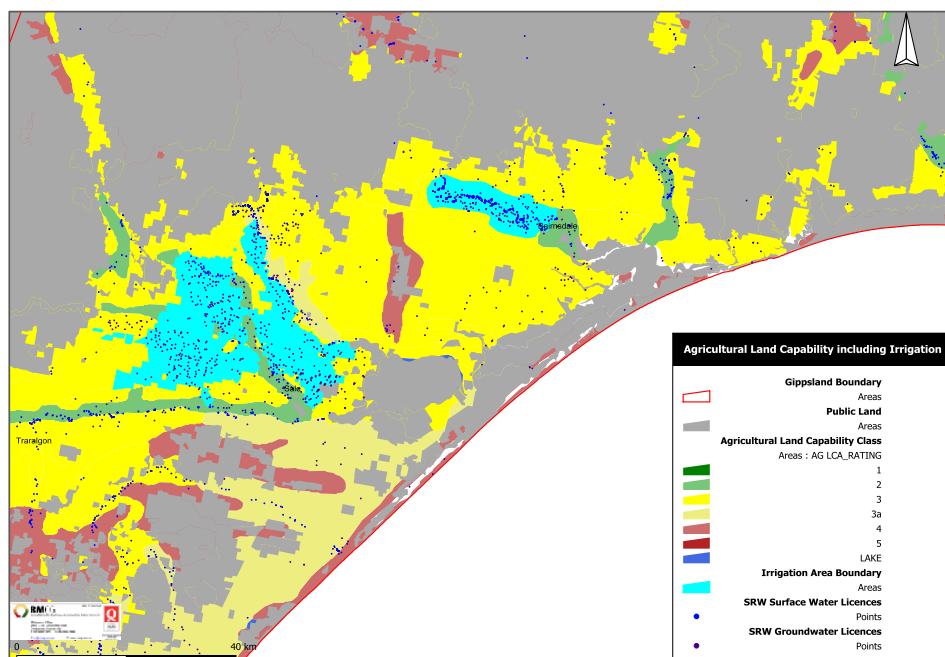 Bairnsdale
Sale
Traralgon
Agricultural Land Capability including Irrigation
Gippsland Boundary
Areas
Public Land
Areas
Agricultural Land Capability Class
Areas : AG LCA_RATING
1
2
3
3a
4
5
LAKE
Irrigation Area Boundary
Areas
SRW Surface Water Licences
Points
SRW Groundwater Licences
Points
RMCG
0
40 km